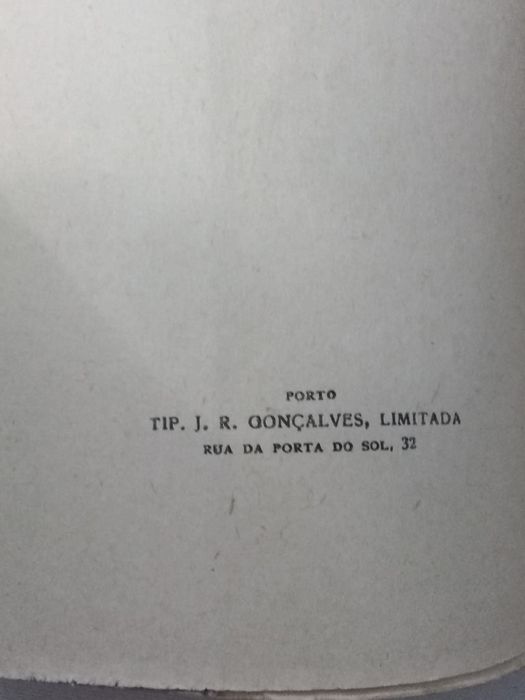 PORTO
TIP. J. R. GONÇALVES, LIMITADA
RUA DA PORTA DO SOL, 32